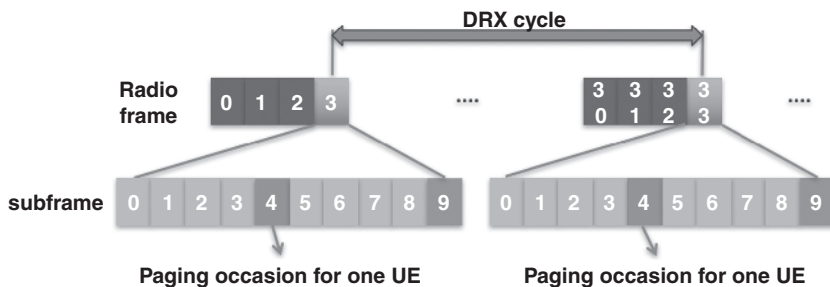 DRX cycle
Radio
frame
0 1 2 3
....
3 3 3 3
0 1 2 3
....
subframe
0 1 2 3 4 5 6 7 8 9
0 1 2 3 4 5 6 7 8 9
Paging occasion for one UE
Paging occasion for one UE